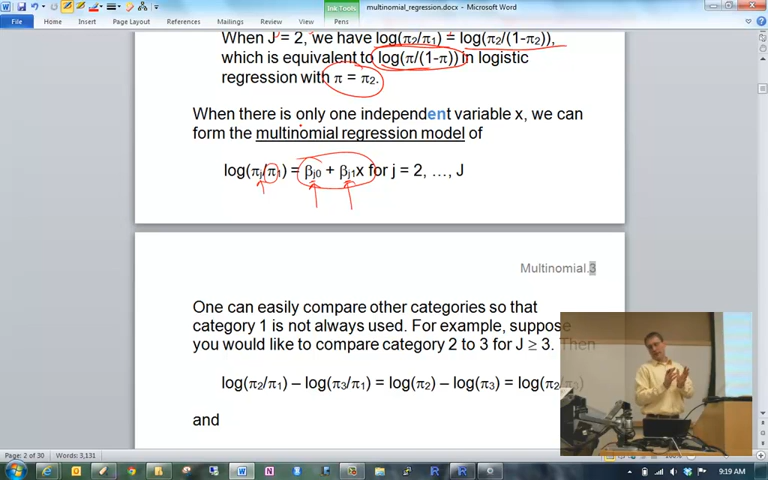 multinomial_regression.docx - Microsoft Word
Ink Tools
File Home Insert Page Layout References Mailings Review View Pens
When J = 2, we have log(π2/π1) = log(π2/(1-π2)),
which is equivalent to log(π/(1-π)) in logistic
regression with π = π2.
When there is only one independent variable x, we can
form the multinomial regression model of
log(πj/π1) = βj0 + βj1x for j = 2, …, J
Multinomial.3
One can easily compare other categories so that
category 1 is not always used. For example, suppose
you would like to compare category 2 to 3 for J ≥ 3. Then
log(π2/π1) – log(π3/π1) = log(π2) – log(π3) = log(π2/π3)
and
Page: 2 of 30 Words: 3,131
9:19 AM